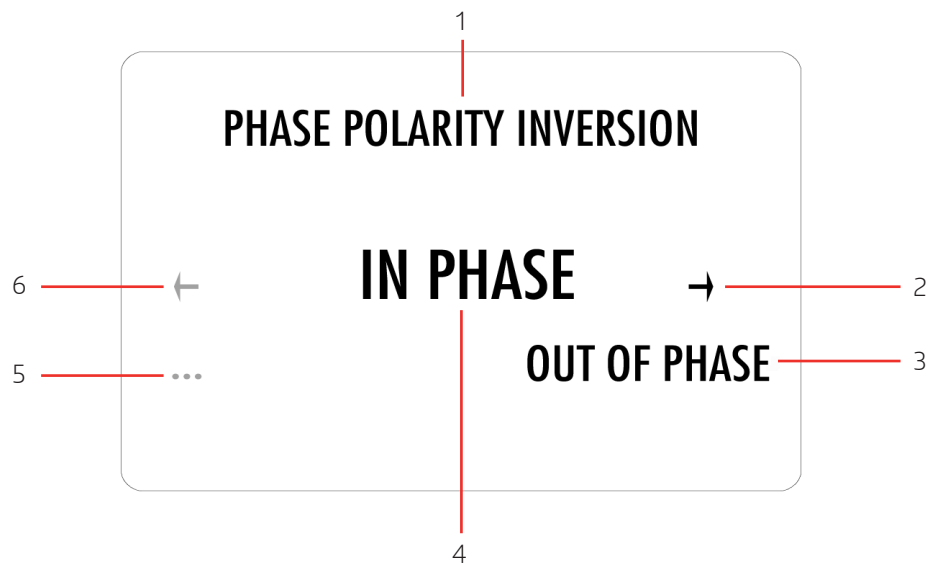 1
PHASE POLARITY INVERSION
6 ← IN PHASE → 2
5 ... OUT OF PHASE 3
4